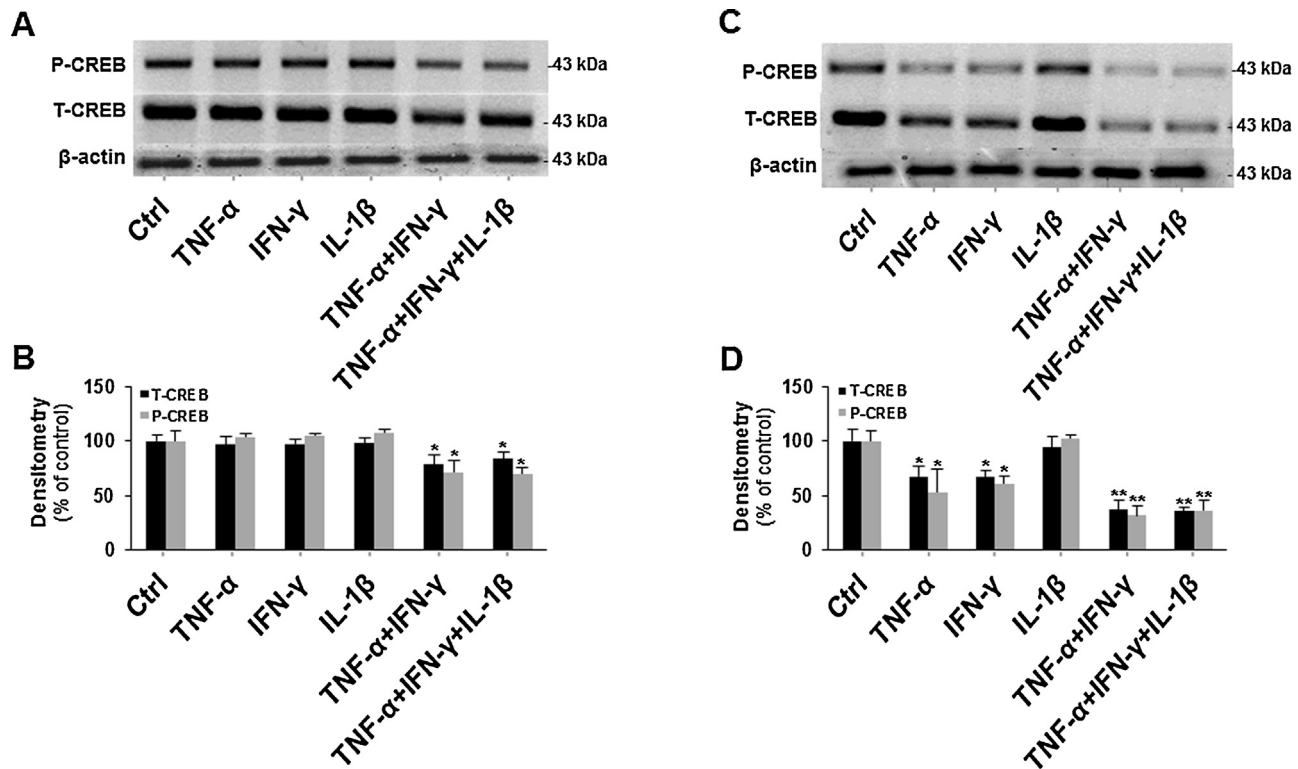 A
P-CREB
43 kDa
T-CREB
43 kDa
β-actin
43 kDa
Ctrl
TNF-α
IFN-γ
IL-1β
TNF-α+IFN-γ
TNF-α+IFN-γ+IL-1β
B
Densitometry
(% of control)
150
100
50
0
T-CREB
P-CREB
* *
* *
Ctrl
TNF-α
IFN-γ
IL-1β
TNF-α+IFN-γ
TNF-α+IFN-γ+IL-1β
C
P-CREB
43 kDa
T-CREB
43 kDa
β-actin
43 kDa
Ctrl
TNF-α
IFN-γ
IL-1β
TNF-α+IFN-γ
TNF-α+IFN-γ+IL-1β
D
Densitometry
(% of control)
150
100
50
0
T-CREB
P-CREB
* *
* *
** **
** **
Ctrl
TNF-α
IFN-γ
IL-1β
TNF-α+IFN-γ
TNF-α+IFN-γ+IL-1β